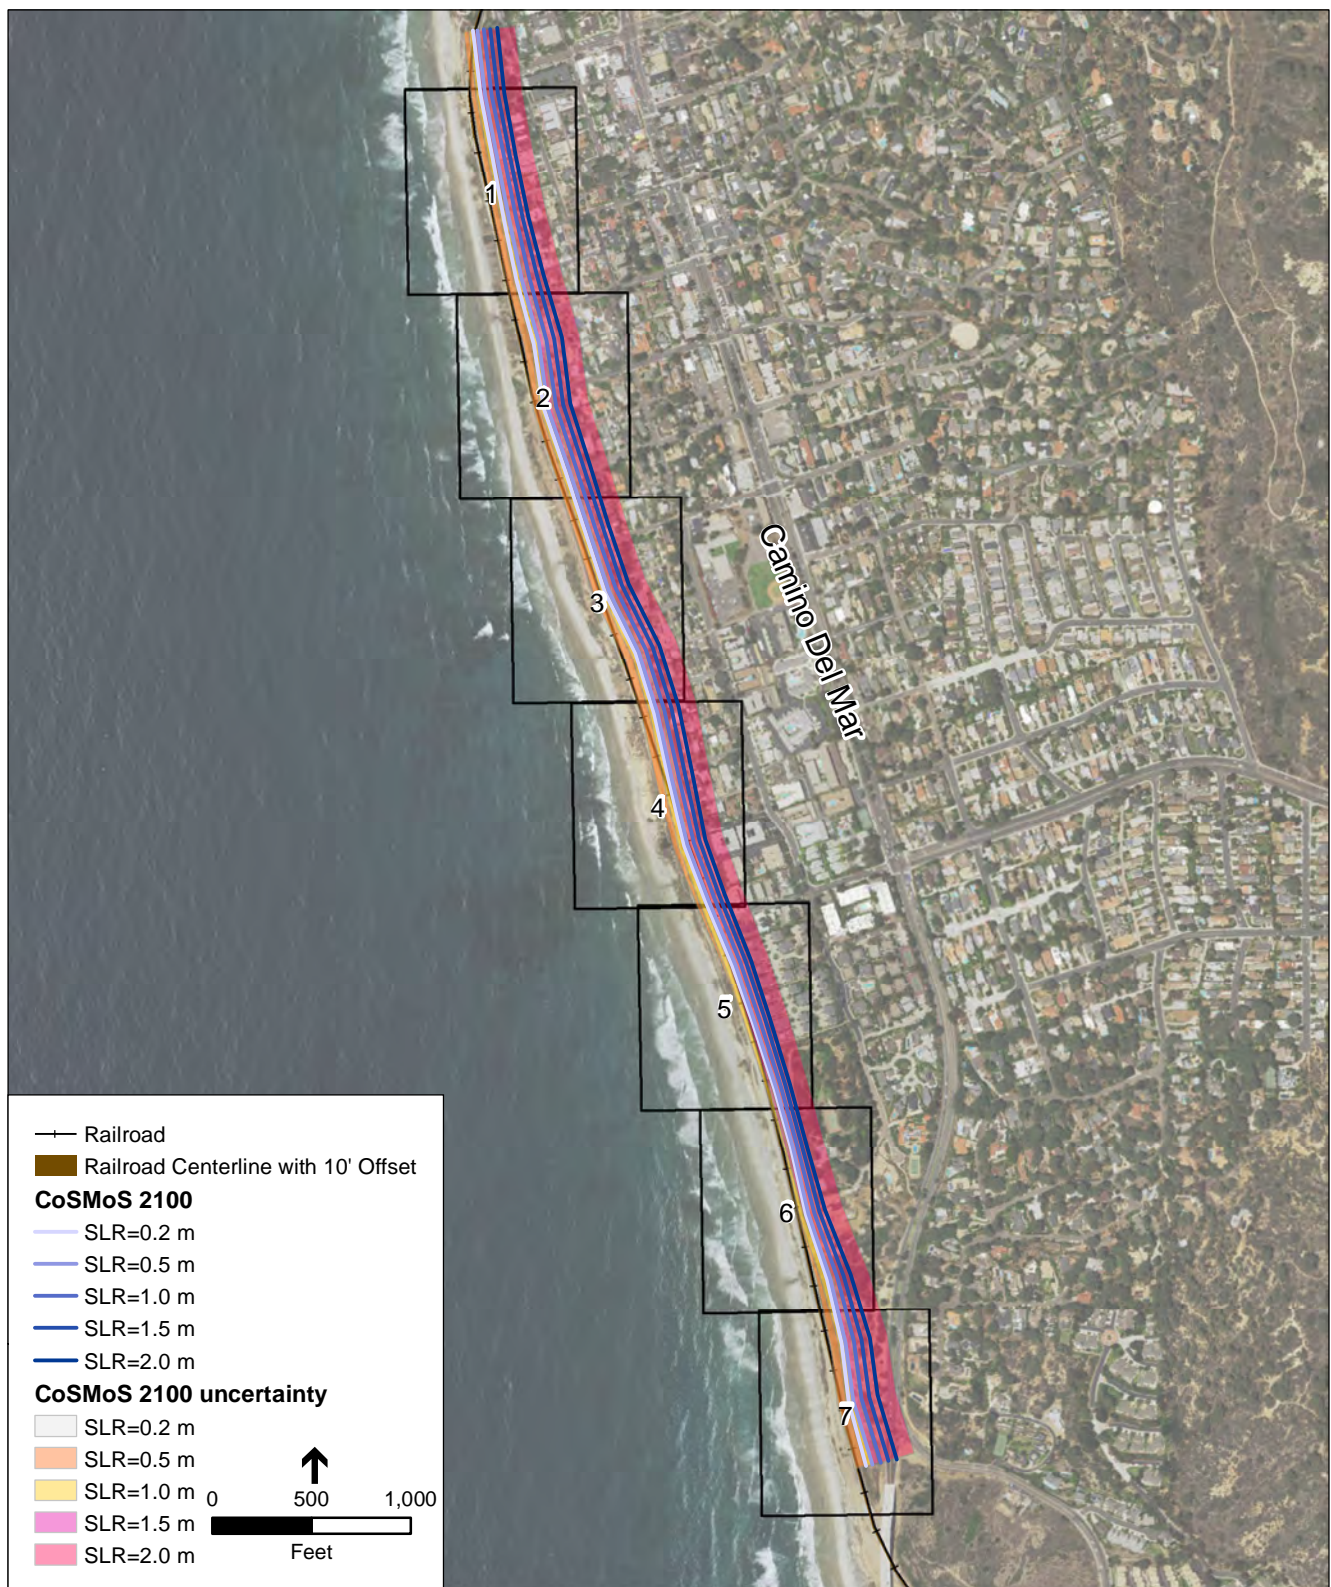 1
2
3
Camino Del Mar
4
5
6
7
Railroad
Railroad Centerline with 10' Offset
CoSMoS 2100
SLR=0.2 m
SLR=0.5 m
SLR=1.0 m
SLR=1.5 m
SLR=2.0 m
CoSMoS 2100 uncertainty
SLR=0.2 m
SLR=0.5 m
SLR=1.0 m
SLR=1.5 m
SLR=2.0 m
0 500 1,000
Feet